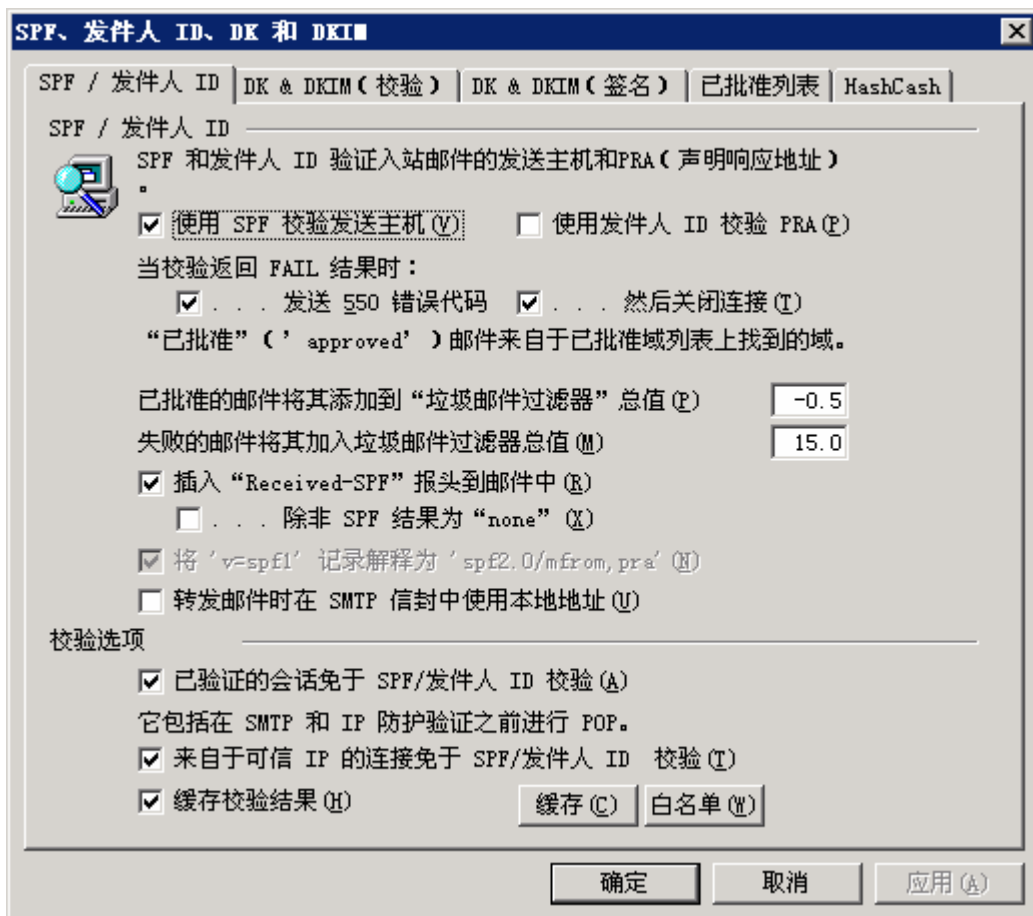 SPF、发件人 ID、DK 和 DKIM
SPF / 发件人 ID DK & DKIM(校验) DK & DKIM(签名) 已批准列表 HashCash
SPF / 发件人 ID
SPF 和发件人 ID 验证入站邮件的发送主机和PRA(声明响应地址)
。
使用 SPF 校验发送主机(V) 使用发件人 ID 校验 PRA(P)
当校验返回 FAIL 结果时:
. . . 发送 550 错误代码 . . . 然后关闭连接(T)
“已批准”(’approved’)邮件来自于已批准域列表上找到的域。
已批准的邮件将其添加到“垃圾邮件过滤器”总值(P) -0.5
失败的邮件将其加入垃圾邮件过滤器总值(M) 15.0
插入“Received-SPF”报头到邮件中(R)
. . . 除非 SPF 结果为“none”(X)
将 'v=spf1' 记录解释为 'spf2.0/mfrom,pra'(N)
转发邮件时在 SMTP 信封中使用本地地址(U)
校验选项
已验证的会话免于 SPF/发件人 ID 校验(A)
它包括在 SMTP 和 IP 防护验证之前进行 POP。
来自于可信 IP 的连接免于 SPF/发件人 ID 校验(I)
缓存校验结果(H) 缓存(C) 白名单(W)
确定 取消 应用(A)